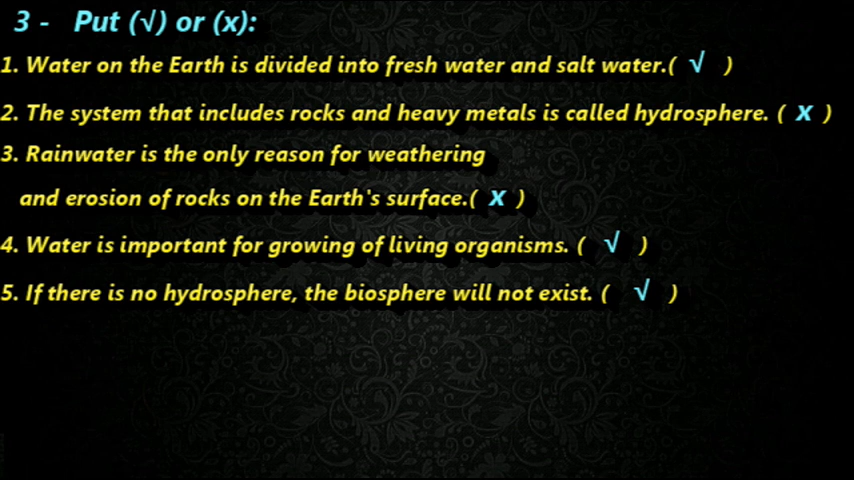 3 - Put (√) or (x):
1. Water on the Earth is divided into fresh water and salt water.( √ )
2. The system that includes rocks and heavy metals is called hydrosphere. ( x )
3. Rainwater is the only reason for weathering
and erosion of rocks on the Earth's surface.( x )
4. Water is important for growing of living organisms. ( √ )
5. If there is no hydrosphere, the biosphere will not exist. ( √ )